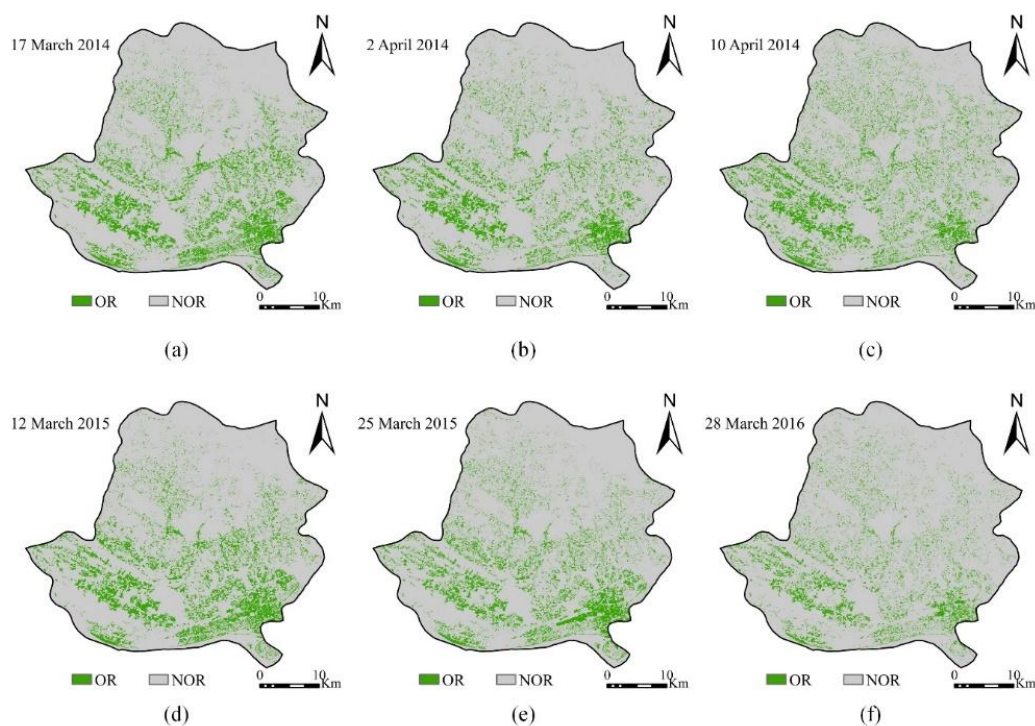 N N N
17 March 2014 2 April 2014 10 April 2014
0 10 0 10 0 10
OR NOR Km OR NOR Km OR NOR Km
(a) (b) (c)
N N N
12 March 2015 25 March 2015 28 March 2016
0 10 0 10 0 10
OR NOR Km OR NOR Km OR NOR Km
(d) (e) (f)